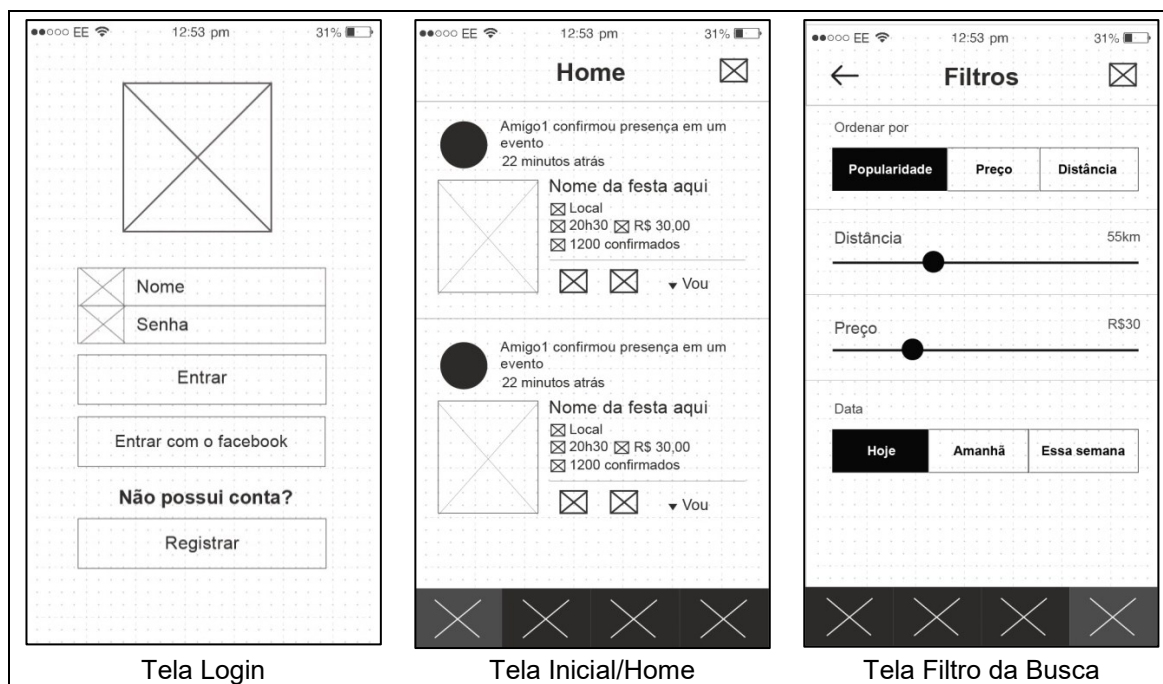 ●●○○○ EE 12:53 pm 31%
Nome
Senha
Entrar
Entrar com o facebook
Não possui conta?
Registrar
Tela Login
●●○○○ EE 12:53 pm 31%
Home
Amigo1 confirmou presença em um
evento
22 minutos atrás
Nome da festa aqui
Local
20h30 R$ 30,00
1200 confirmados
Vou
Amigo1 confirmou presença em um
evento
22 minutos atrás
Nome da festa aqui
Local
20h30 R$ 30,00
1200 confirmados
Vou
Tela Inicial/Home
●●○○○ EE 12:53 pm 31%
Filtros
Ordenar por
Popularidade Preço Distância
Distância 55km
Preço R$30
Data
Hoje Amanhã Essa semana
Tela Filtro da Busca